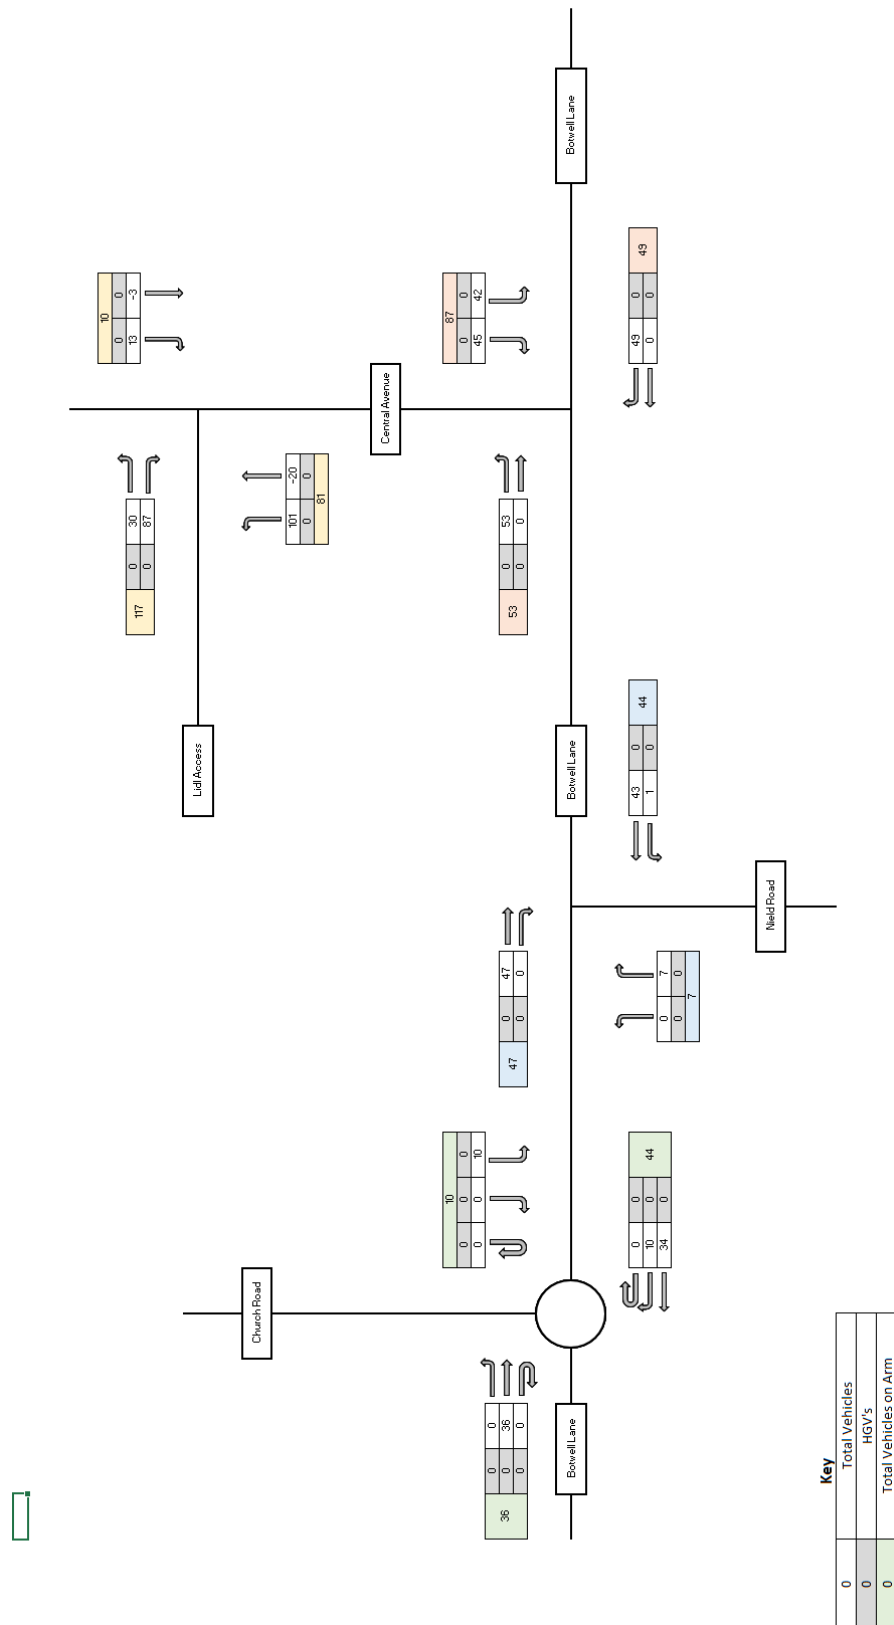 10
0 0
13 -3
117 0 30
0 87
Lidl Access
Church Road
101 -20
0 0
81
Central Avenue
10
0 0 0
0 0 10
87
0 0
45 42
0 0
36 0 36
0 0
47 0 47
0 0
53 0 53
0 0
Botwell Lane
Botwell Lane
Botwell Lane
0 0
10 0 44
34 0
0 7
0 0
7
43 0 44
1 0
49 0 49
0 0
Nield Road
Key
0 Total Vehicles
0 HGV's
0 Total Vehicles on Arm